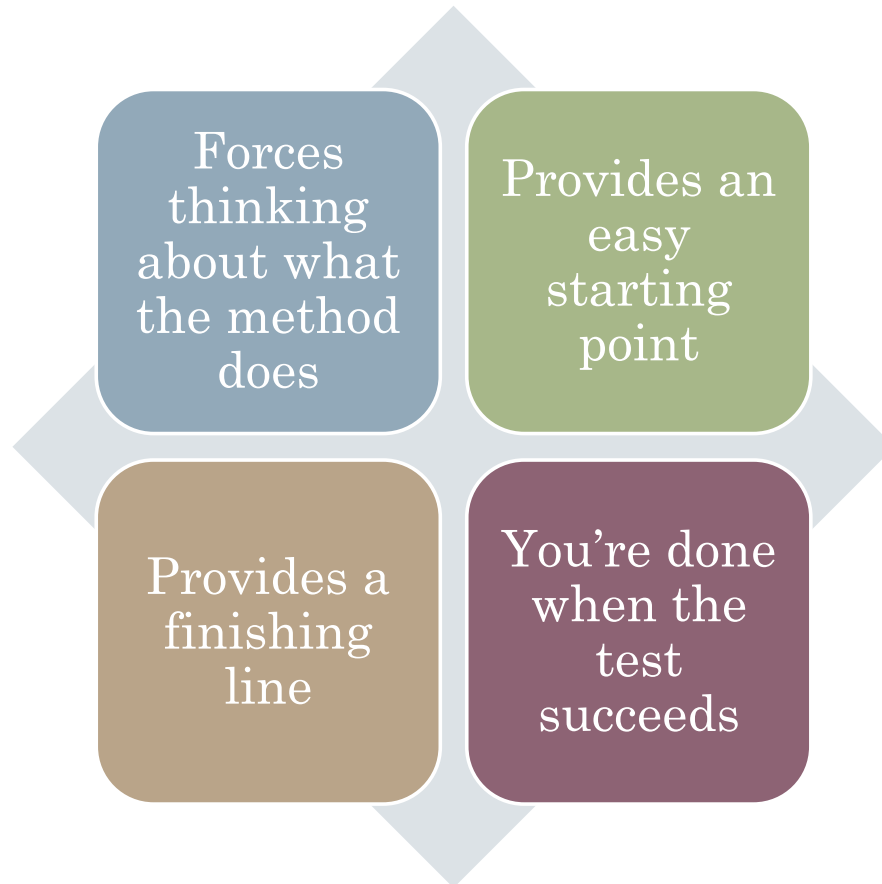 Forces
thinking
about what
the method
does
Provides an
easy
starting
point
Provides a
finishing
line
You’re done
when the
test
succeeds